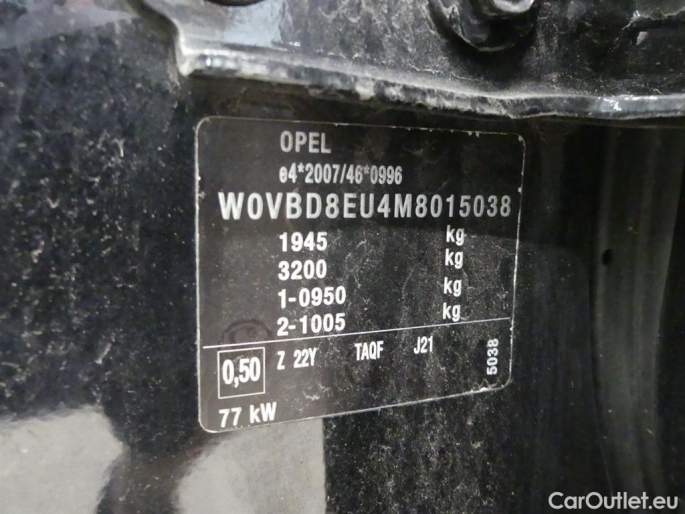 OPEL
e4*2007/46*0996
W0VBD8EU4M8015038
1945 kg
3200 kg
1-0950 kg
2-1005 kg
0,50 Z 22Y TAQF J21 5038
77 kW
CarOutlet.eu